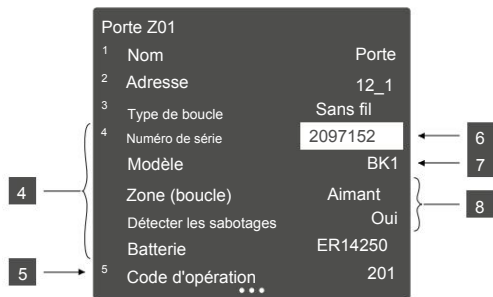 Porte Z01
1 Nom Porte
2 Adresse 12_1
3 Type de boucle Sans fil
4 Numéro de série 2097152 6
Modèle BK1 7
4 Zone (boucle) Aimant
Détecter les sabotages Oui 8
Batterie ER14250
5 5 Code d'opération 201